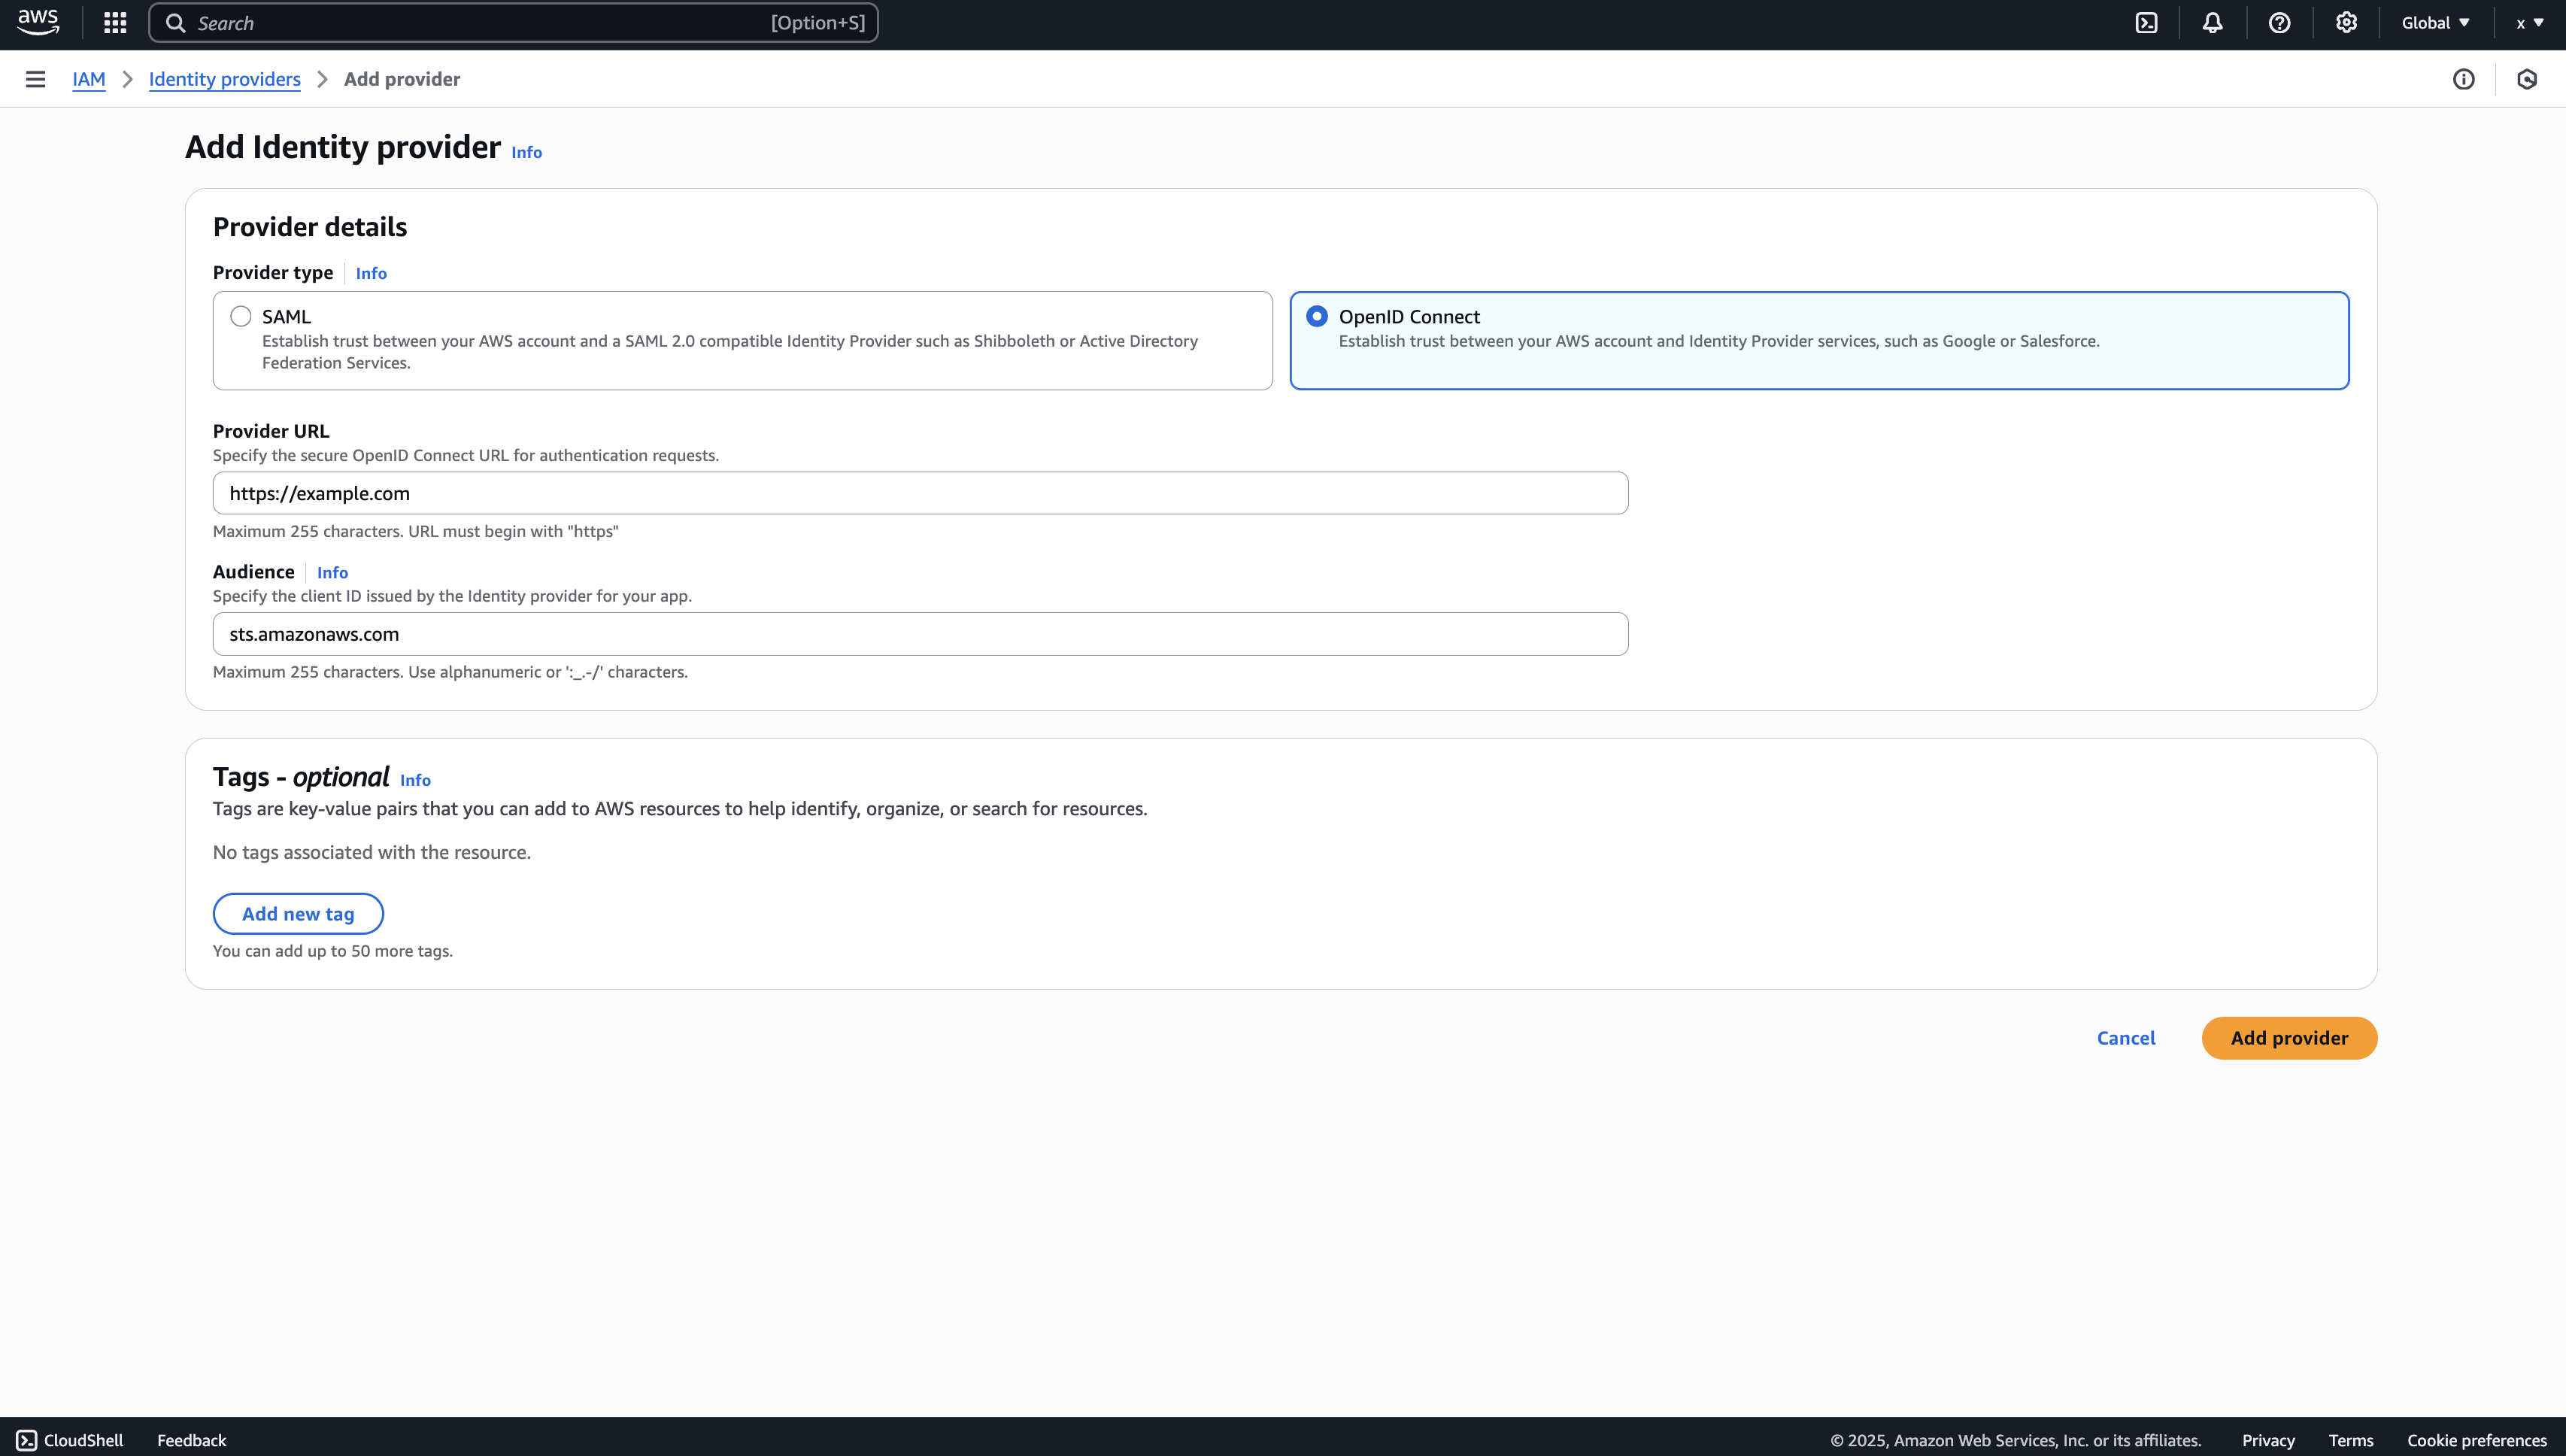 aws
Search [Option+S]
Global x
IAM Identity providers Add provider
Add Identity provider Info
Provider details
Provider type Info
SAML
Establish trust between your AWS account and a SAML 2.0 compatible Identity Provider such as Shibboleth or Active Directory
Federation Services.
OpenID Connect
Establish trust between your AWS account and Identity Provider services, such as Google or Salesforce.
Provider URL
Specify the secure OpenID Connect URL for authentication requests.
https://example.com
Maximum 255 characters. URL must begin with "https"
Audience Info
Specify the client ID issued by the Identity provider for your app.
sts.amazonaws.com
Maximum 255 characters. Use alphanumeric or ':_.-/' characters.
Tags - optional Info
Tags are key-value pairs that you can add to AWS resources to help identify, organize, or search for resources.
No tags associated with the resource.
Add new tag
You can add up to 50 more tags.
Cancel Add provider
CloudShell Feedback © 2025, Amazon Web Services, Inc. or its affiliates. Privacy Terms Cookie preferences